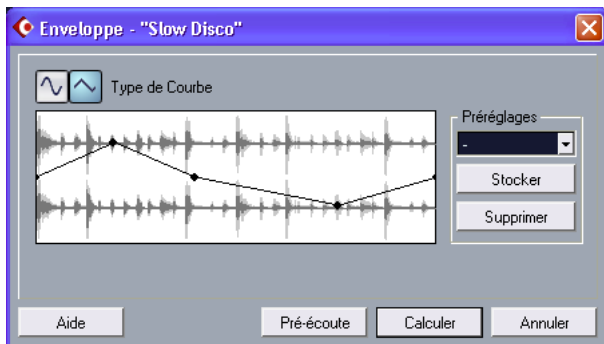 Enveloppe - "Slow Disco"
Type de Courbe
Préréglages
-
Stocker
Supprimer
Aide
Pré-écoute
Calculer
Annuler